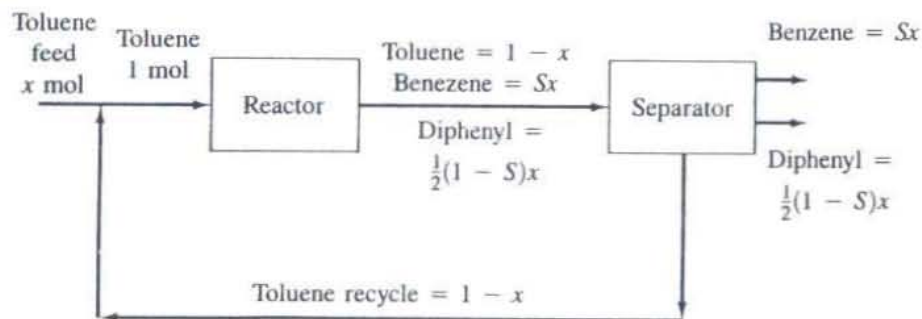 Toluene
feed
x mol
Toluene
1 mol
Reactor
Toluene = 1 − x
Benezene = Sx
Diphenyl =
½(1 − S)x
Separator
Benzene = Sx
Diphenyl =
½(1 − S)x
Toluene recycle = 1 − x